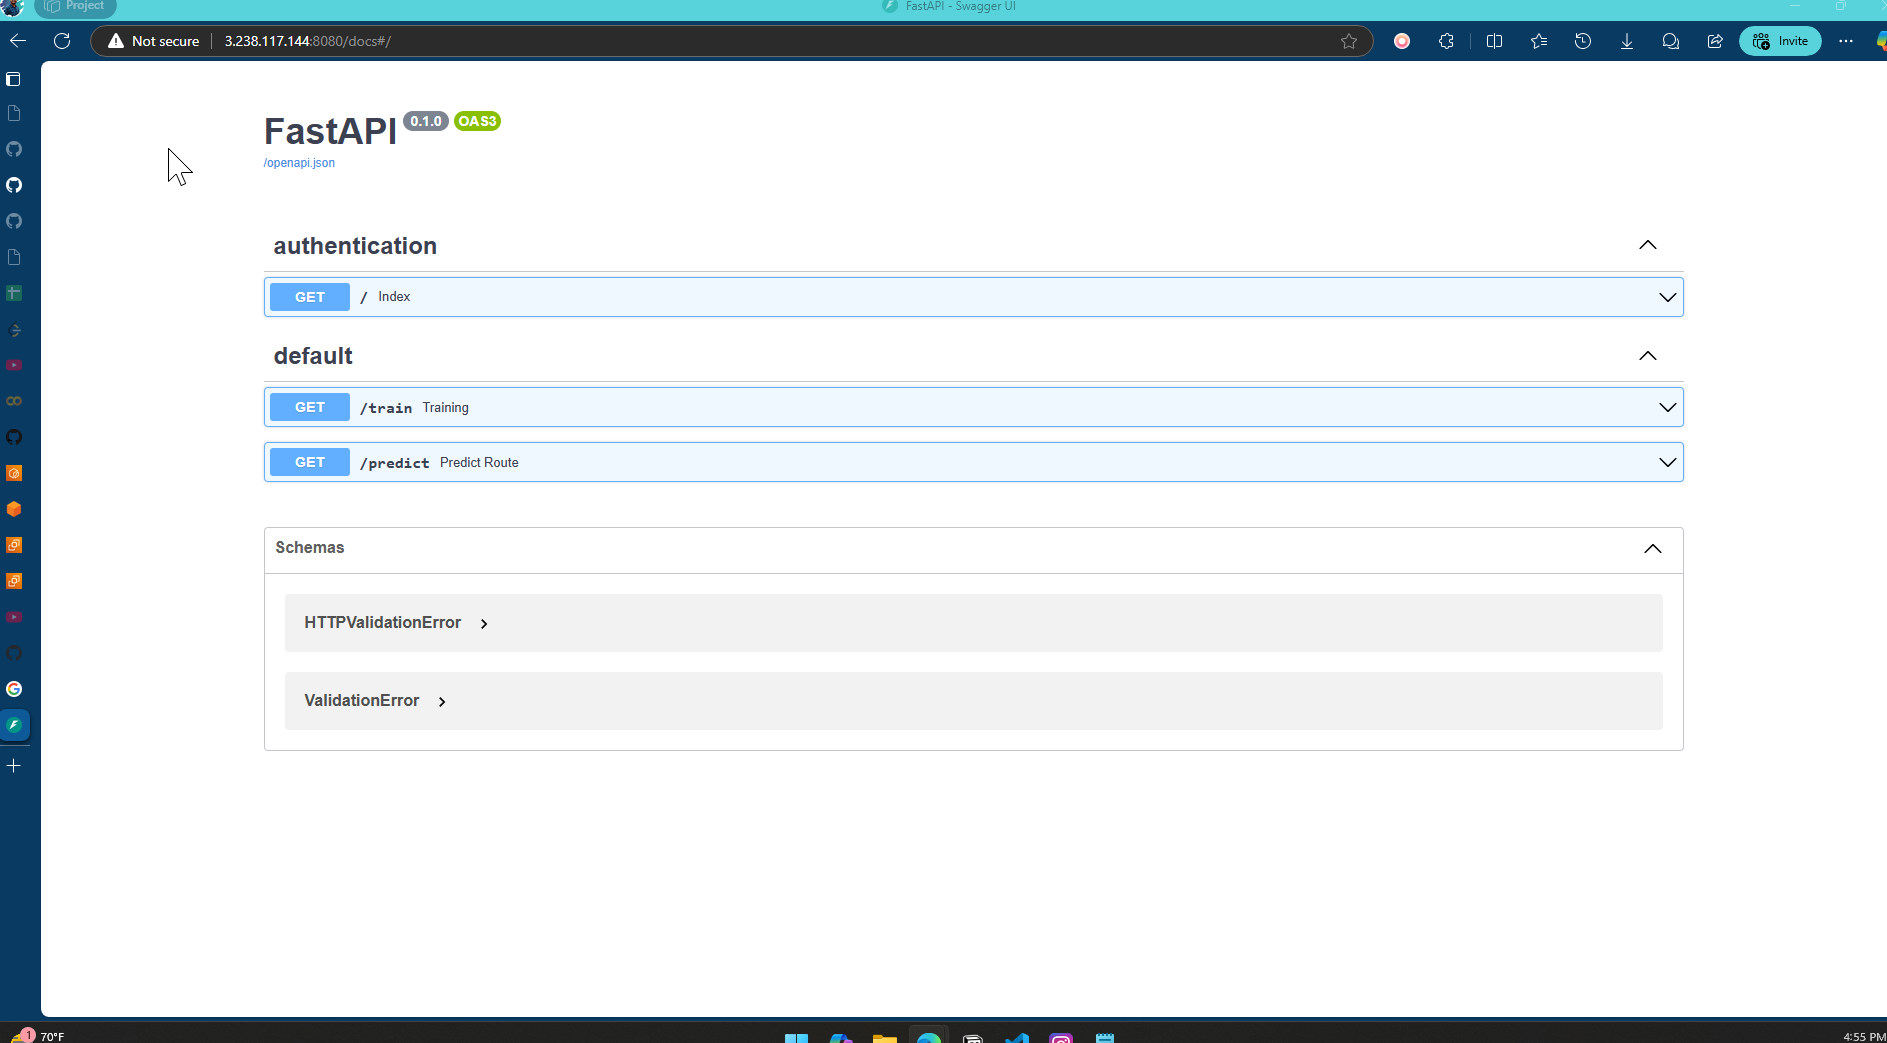 Project
FastAPI - Swagger UI
Not secure
3.238.117.144:8080/docs#/
Invite
FastAPI 0.1.0 OAS3
/openapi.json
authentication
GET / Index
default
GET /train Training
GET /predict Predict Route
Schemas
HTTPValidationError
ValidationError
1
70°F
4:55 PM